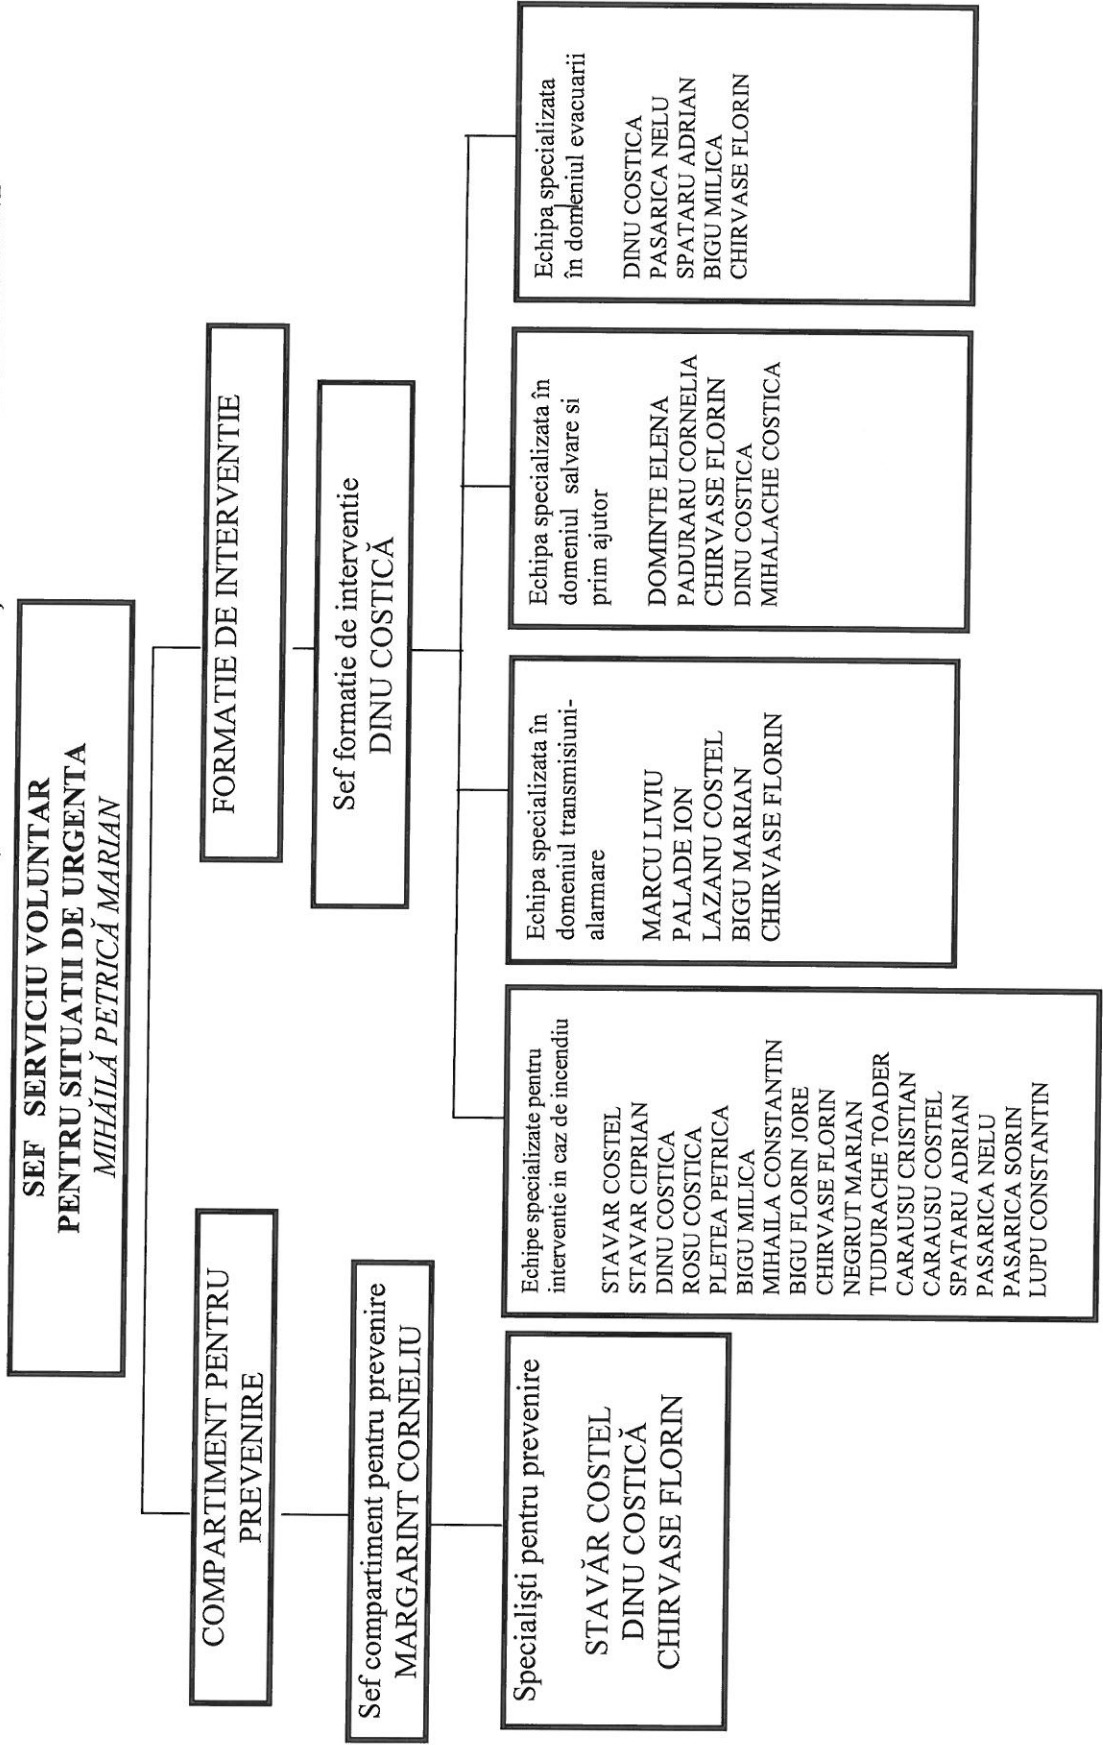 SEF SERVICIU VOLUNTAR
PENTRU SITUATII DE URGENTA
MIHĂILĂ PETRICĂ MARIAN
COMPARTIMENT PENTRU
PREVENIRE
FORMATIE DE INTERVENTIE
Sef compartiment pentru prevenire
MARGARINT CORNELIU
Sef formatie de interventie
DINU COSTICĂ
Specialişti pentru prevenire
STAVĂR COSTEL
DINU COSTICĂ
CHIRVASE FLORIN
Echipe specializate pentru
interventie in caz de incendiu
STAVAR COSTEL
STAVAR CIPRIAN
DINU COSTICA
ROSU COSTICA
PLETEA PETRICA
BIGU MILICA
MIHAILA CONSTANTIN
BIGU FLORIN JORE
CHIRVASE FLORIN
NEGRUT MARIAN
TUDURACHE TOADER
CARAUSU CRISTIAN
CARAUSU COSTEL
SPATARU ADRIAN
PASARICA NELU
PASARICA SORIN
LUPU CONSTANTIN
Echipa specializata în
domeniul transmisiuni-
alarmare
MARCU LIVIU
PALADE ION
LAZANU COSTEL
BIGU MARIAN
CHIRVASE FLORIN
Echipa specializata în
domeniul salvare si
prim ajutor
DOMINTE ELENA
PADURARU CORNELIA
CHIRVASE FLORIN
DINU COSTICA
MIHALACHE COSTICA
Echipa specializata
în domeniul evacuarii
DINU COSTICA
PASARICA NELU
SPATARU ADRIAN
BIGU MILICA
CHIRVASE FLORIN